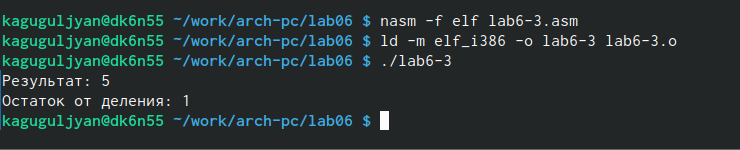 kaguguljyan@dk6n55 ~/work/arch-pc/lab06 $ nasm -f elf lab6-3.asm
kaguguljyan@dk6n55 ~/work/arch-pc/lab06 $ ld -m elf_i386 -o lab6-3 lab6-3.o
kaguguljyan@dk6n55 ~/work/arch-pc/lab06 $ ./lab6-3
Результат: 5
Остаток от деления: 1
kaguguljyan@dk6n55 ~/work/arch-pc/lab06 $